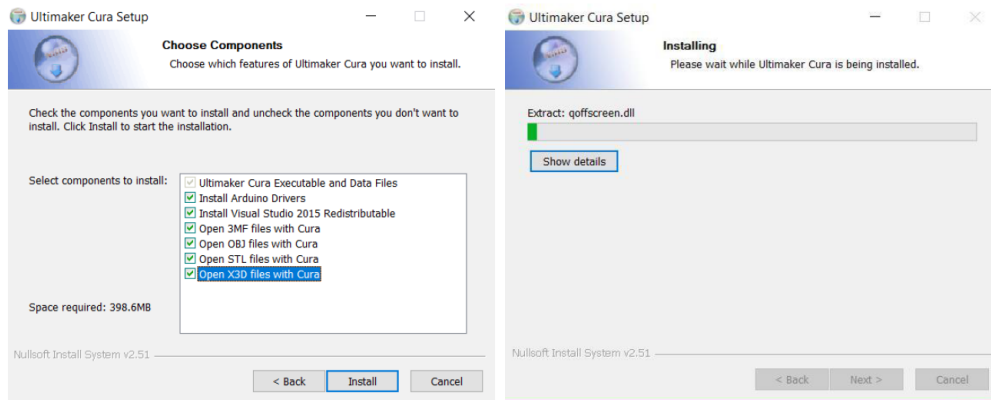 Ultimaker Cura Setup
Choose Components
Choose which features of Ultimaker Cura you want to install.
Check the components you want to install and uncheck the components you don't want to
install. Click Install to start the installation.
Select components to install:
Ultimaker Cura Executable and Data Files
Install Arduino Drivers
Install Visual Studio 2015 Redistributable
Open 3MF files with Cura
Open OBJ files with Cura
Open STL files with Cura
Open X3D files with Cura
Space required: 398.6MB
Nullsoft Install System v2.51
< Back
Install
Cancel
Ultimaker Cura Setup
Installing
Please wait while Ultimaker Cura is being installed.
Extract: qoffscreen.dll
Show details
Nullsoft Install System v2.51
< Back
Next >
Cancel